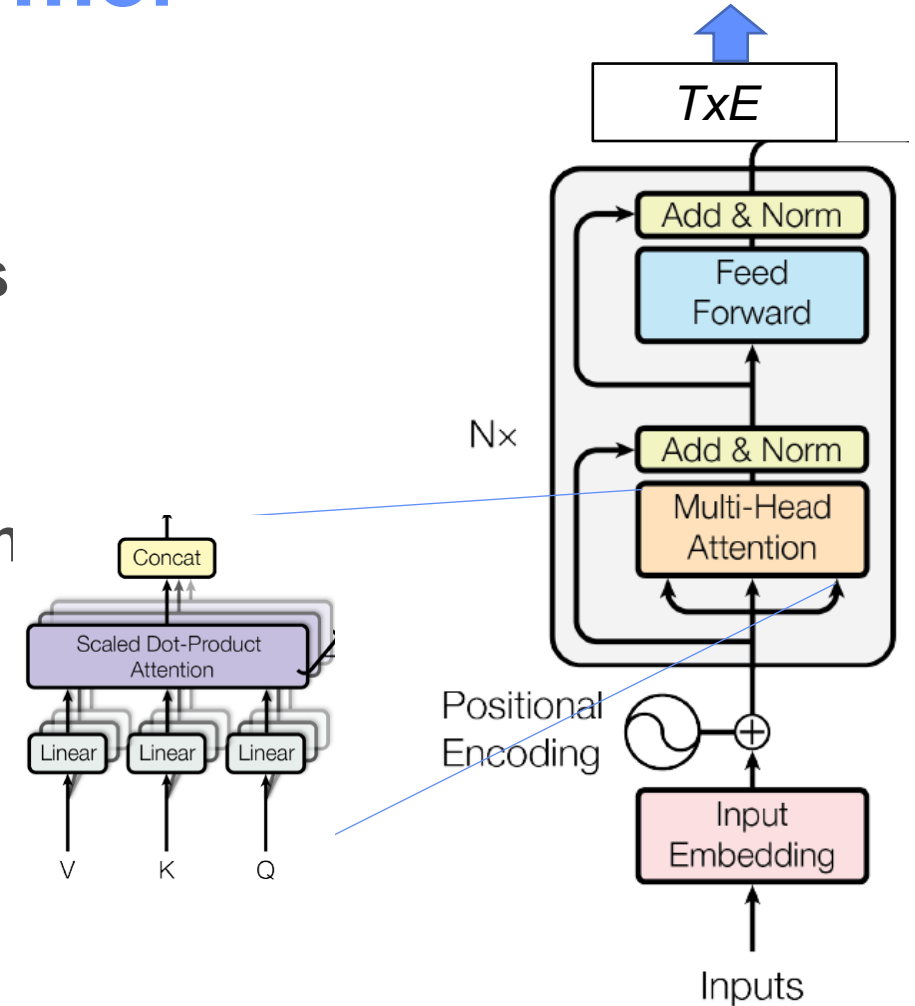 TxE
Add & Norm
Feed
Forward
Nx
Add & Norm
Multi-Head
Attention
Concat
Scaled Dot-Product
Attention
Linear
Linear
Linear
V
K
Q
Positional
Encoding
Input
Embedding
Inputs